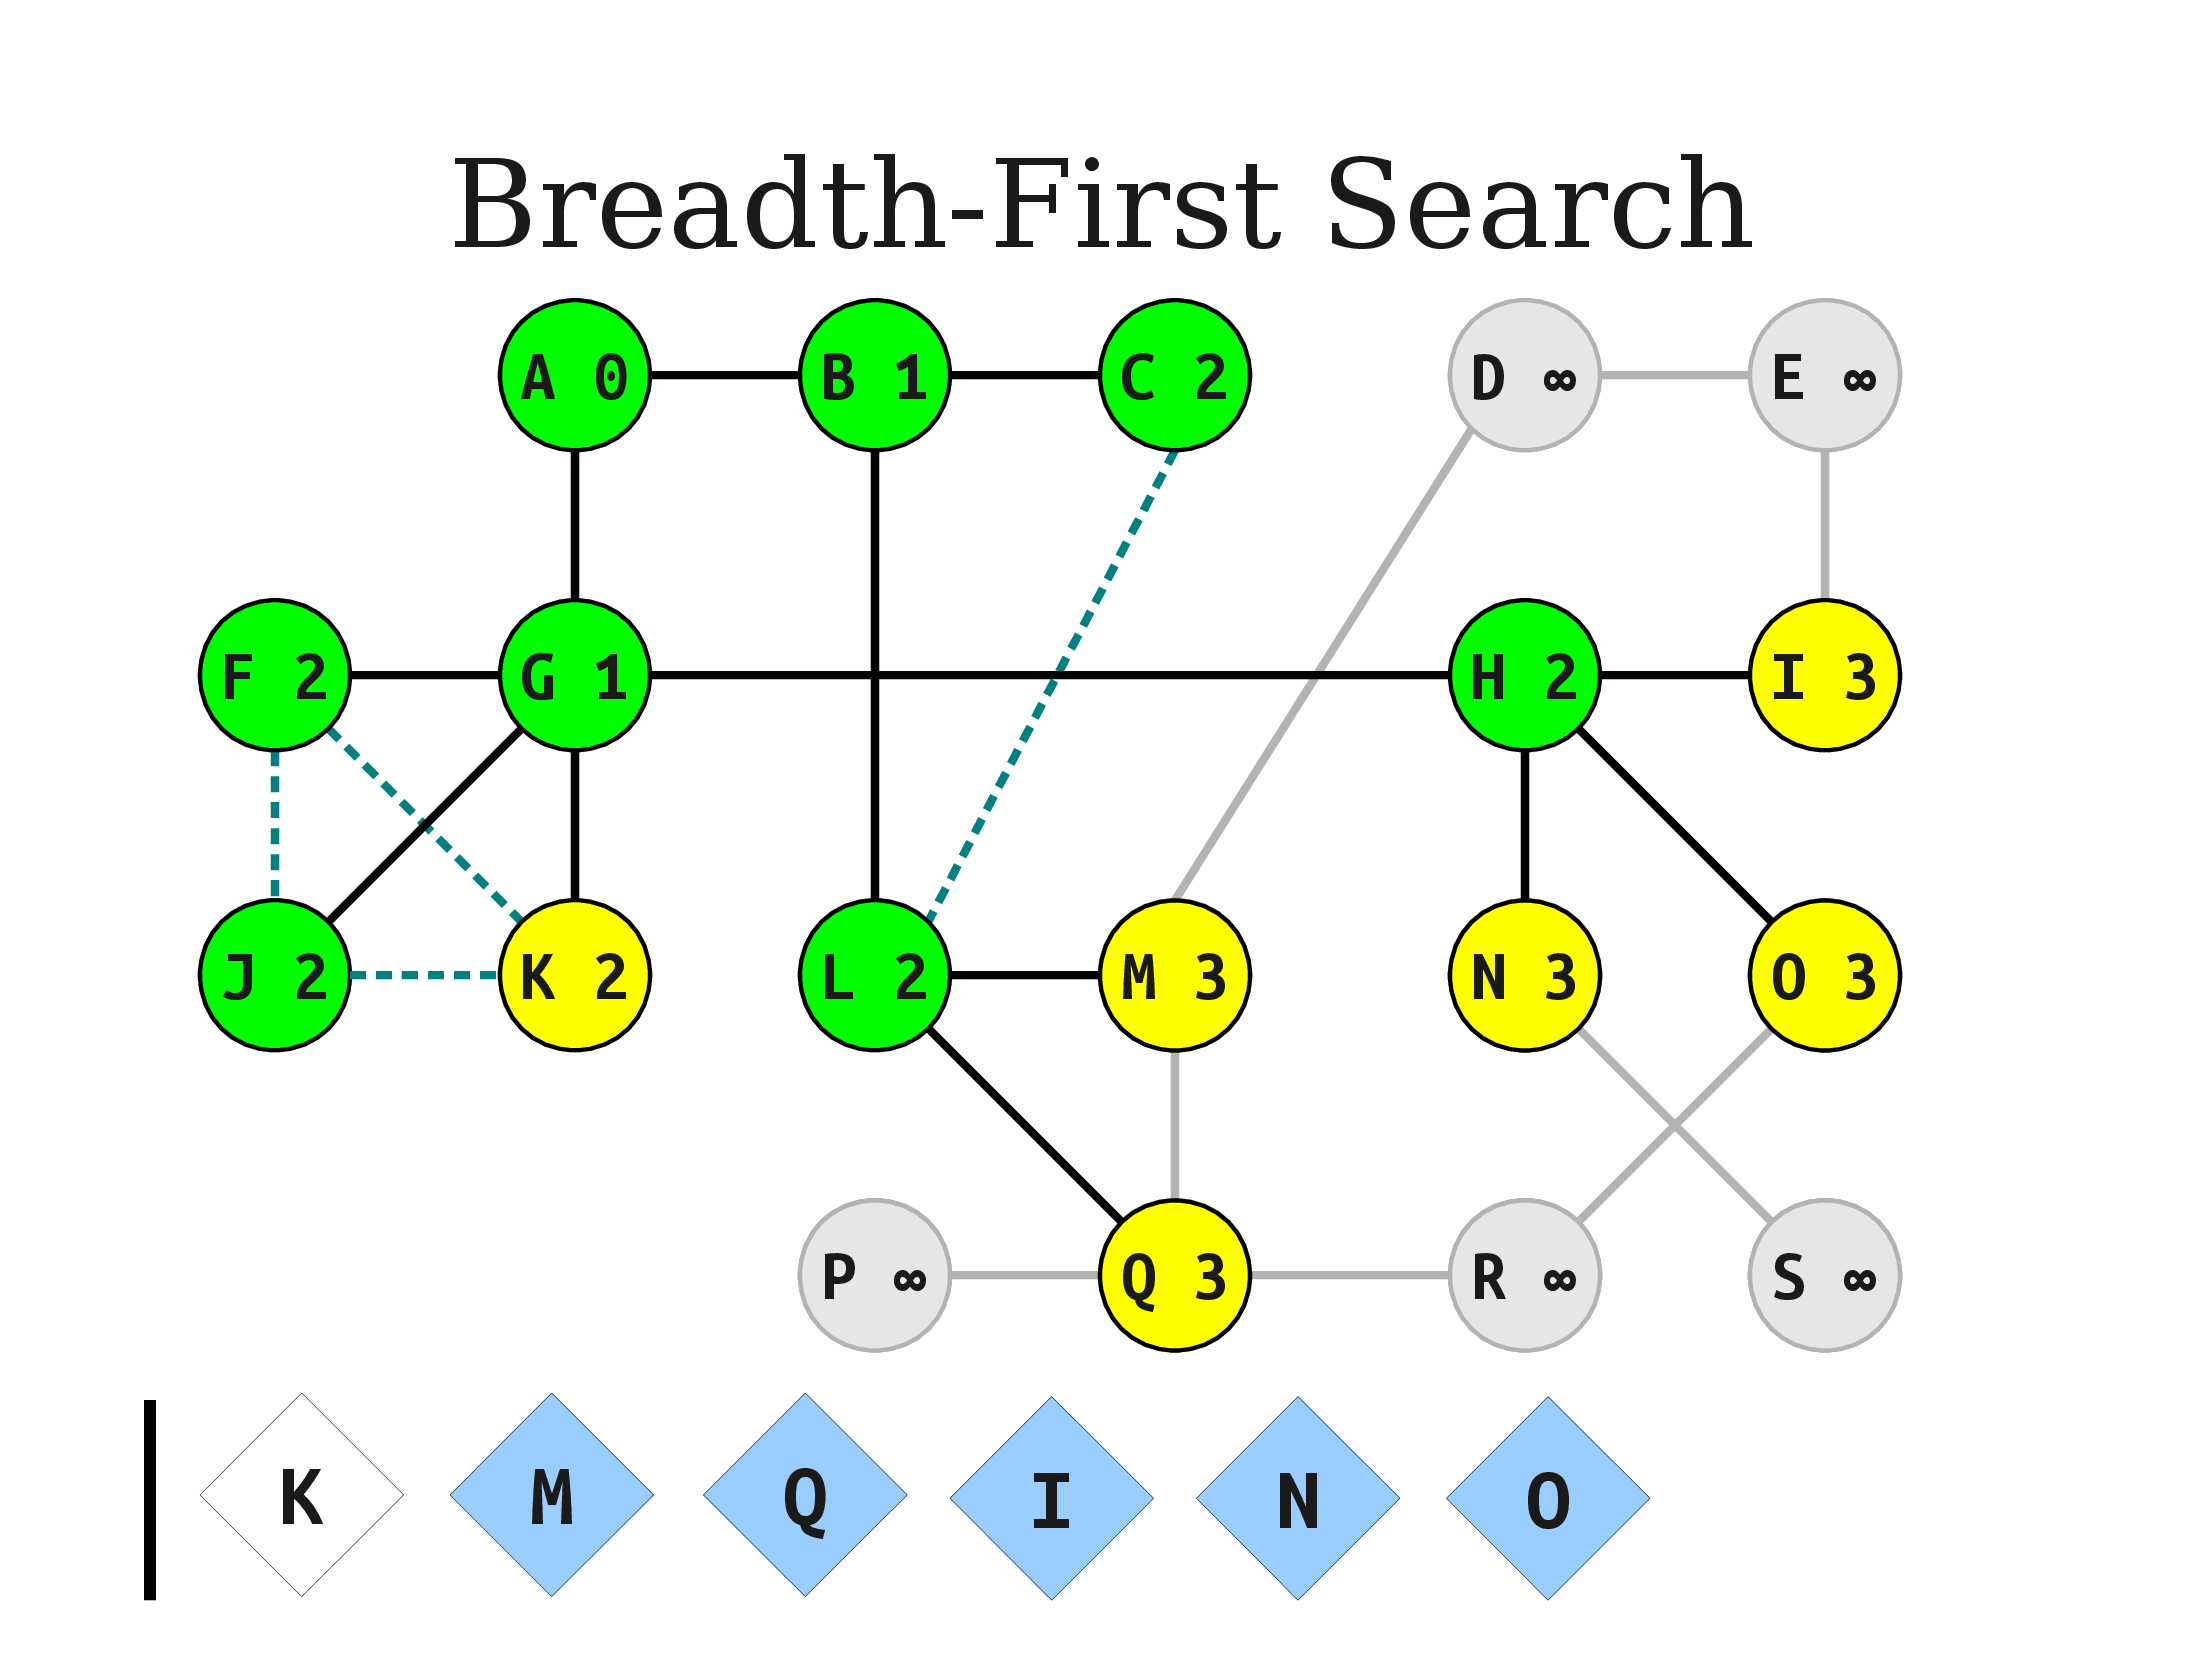 Breadth-First Search
A 0 B 1 C 2 D ∞ E ∞
F 2 G 1 H 2 I 3
J 2 K 2 L 2 M 3 N 3 O 3
P ∞ Q 3 R ∞ S ∞
K M Q I N O